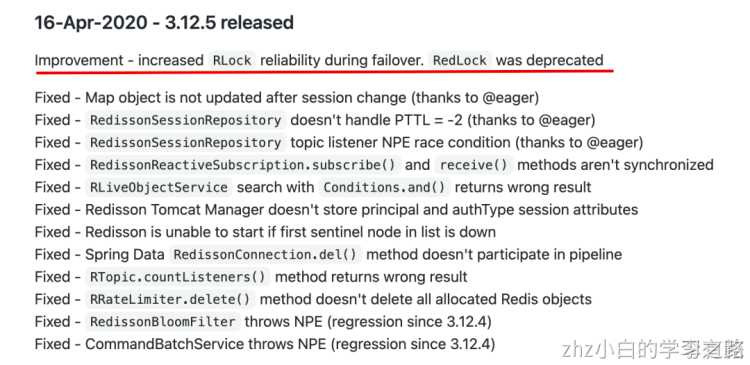 16-Apr-2020 - 3.12.5 released
Improvement - increased RLock reliability during failover. RedLock was deprecated
Fixed - Map object is not updated after session change (thanks to @eager)
Fixed - RedissonSessionRepository doesn't handle PTTL = -2 (thanks to @eager)
Fixed - RedissonSessionRepository topic listener NPE race condition (thanks to @eager)
Fixed - RedissonReactiveSubscription.subscribe() and receive() methods aren't synchronized
Fixed - RLiveObjectService search with Conditions.and() returns wrong result
Fixed - Redisson Tomcat Manager doesn't store principal and authType session attributes
Fixed - Redisson is unable to start if first sentinel node in list is down
Fixed - Spring Data RedissonConnection.del() method doesn't participate in pipeline
Fixed - RTopic.countListeners() method returns wrong result
Fixed - RRateLimiter.delete() method doesn't delete all allocated Redis objects
Fixed - RedissonBloomFilter throws NPE (regression since 3.12.4)
Fixed - CommandBatchService throws NPE (regression since 3.12.4)
zhz小白的学习之路